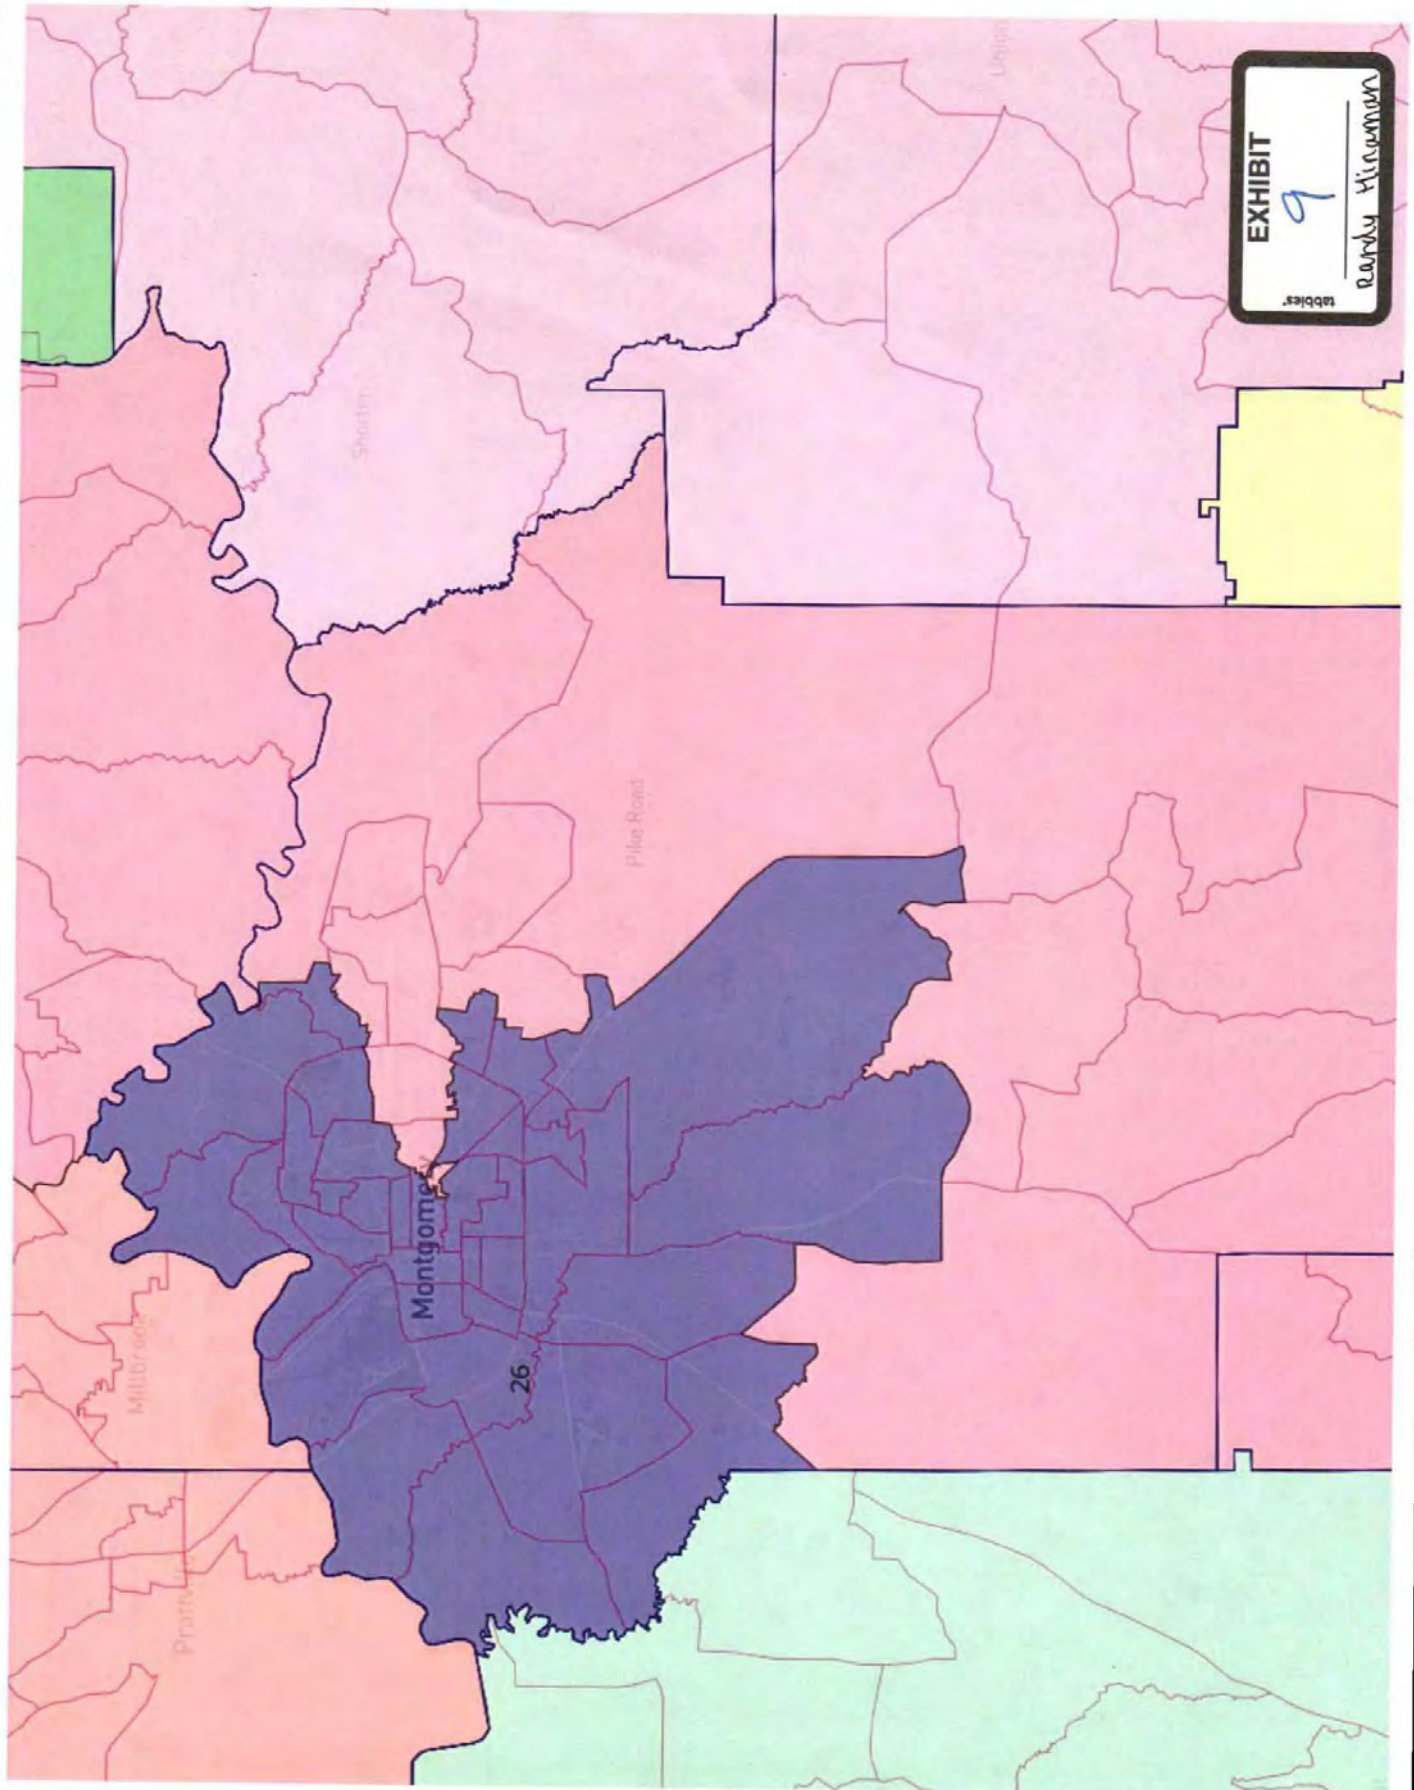 EXHIBIT
9
Randy Hinaman
tabbies'
Union
Shorter
Pike Road
Montgomery
26
Millbrook
Prattville